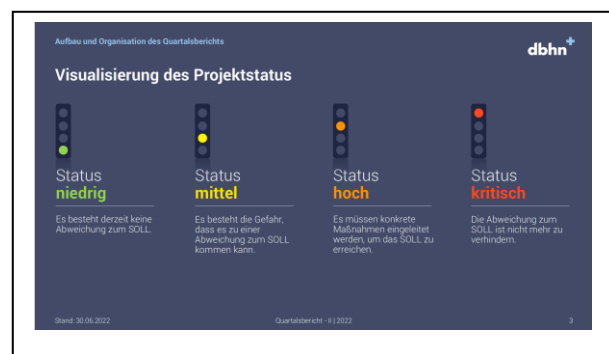 Aufbau und Organisation des Quartalsberichts
dbhn+
Visualisierung des Projektstatus
Status
niedrig
Es besteht derzeit keine
Abweichung zum SOLL.
Status
mittel
Es besteht die Gefahr,
dass es zu einer
Abweichung zum SOLL
kommen kann.
Status
hoch
Es müssen konkrete
Maßnahmen eingeleitet
werden, um das SOLL zu
erreichen.
Status
kritisch
Die Abweichung zum
SOLL ist nicht mehr zu
verhindern.
Stand: 30.06.2022
Quartalsbericht - II | 2022
3